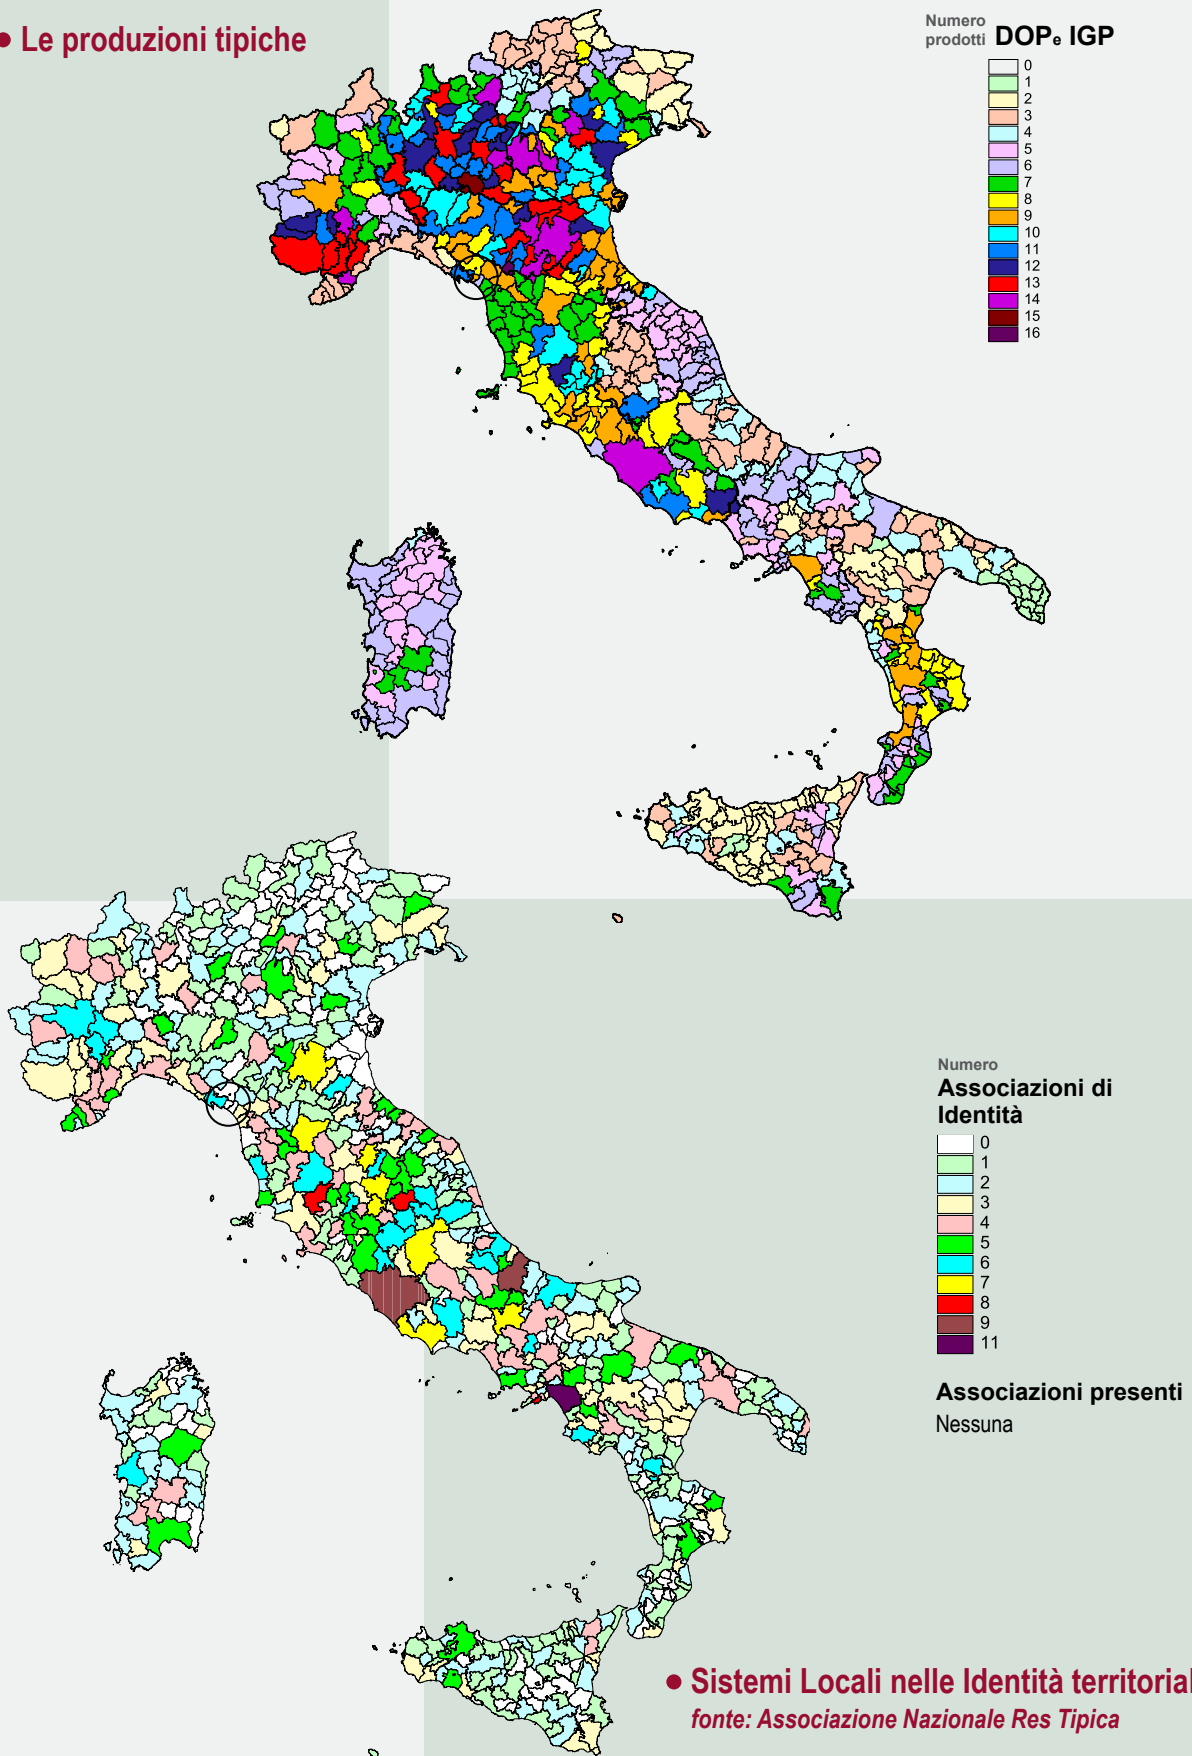 • Le produzioni tipiche
Numero
prodotti DOPe IGP
0
1
2
3
4
5
6
7
8
9
10
11
12
13
14
15
16
Numero
Associazioni di
Identità
0
1
2
3
4
5
6
7
8
9
11
Associazioni presenti
Nessuna
• Sistemi Locali nelle Identità territorial
fonte: Associazione Nazionale Res Tipica